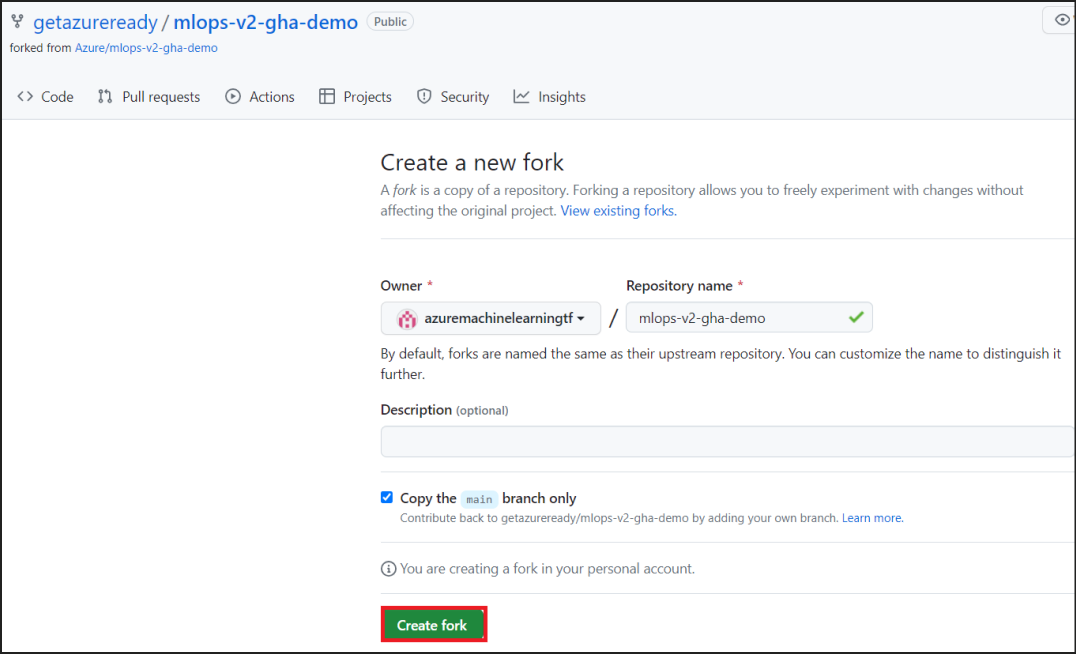 getazureready / mlops-v2-gha-demo Public
forked from Azure/mlops-v2-gha-demo
Code Pull requests Actions Projects Security Insights
Create a new fork
A fork is a copy of a repository. Forking a repository allows you to freely experiment with changes without
affecting the original project. View existing forks.
Owner * Repository name *
azuremachinelearningtf / mlops-v2-gha-demo
By default, forks are named the same as their upstream repository. You can customize the name to distinguish it
further.
Description (optional)
Copy the main branch only
Contribute back to getazureready/mlops-v2-gha-demo by adding your own branch. Learn more.
You are creating a fork in your personal account.
Create fork